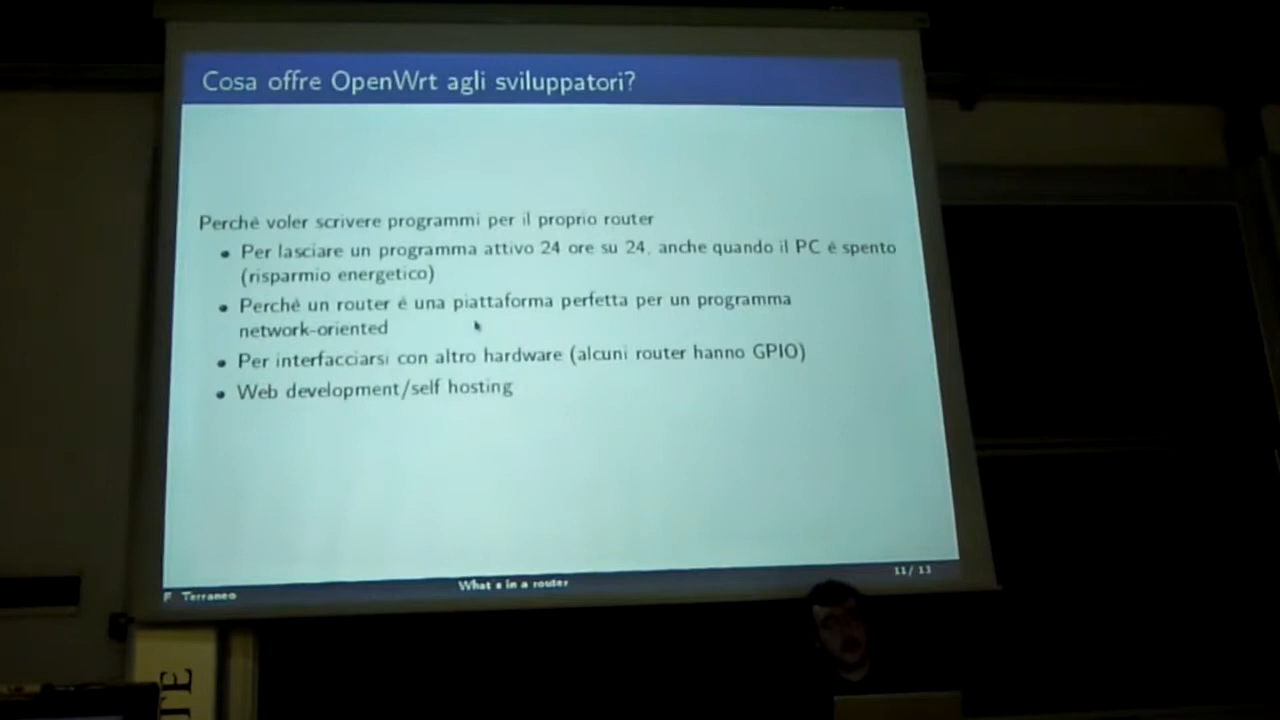 Cosa offre OpenWrt agli sviluppatori?
Perché voler scrivere programmi per il proprio router
• Per lasciare un programma attivo 24 ore su 24, anche quando il PC é spento
(risparmio energetico)
• Perché un router é una piattaforma perfetta per un programma
network-oriented
• Per interfacciarsi con altro hardware (alcuni router hanno GPIO)
• Web development/self hosting
F. Terraneo
What's in a router
11/ 13
TE